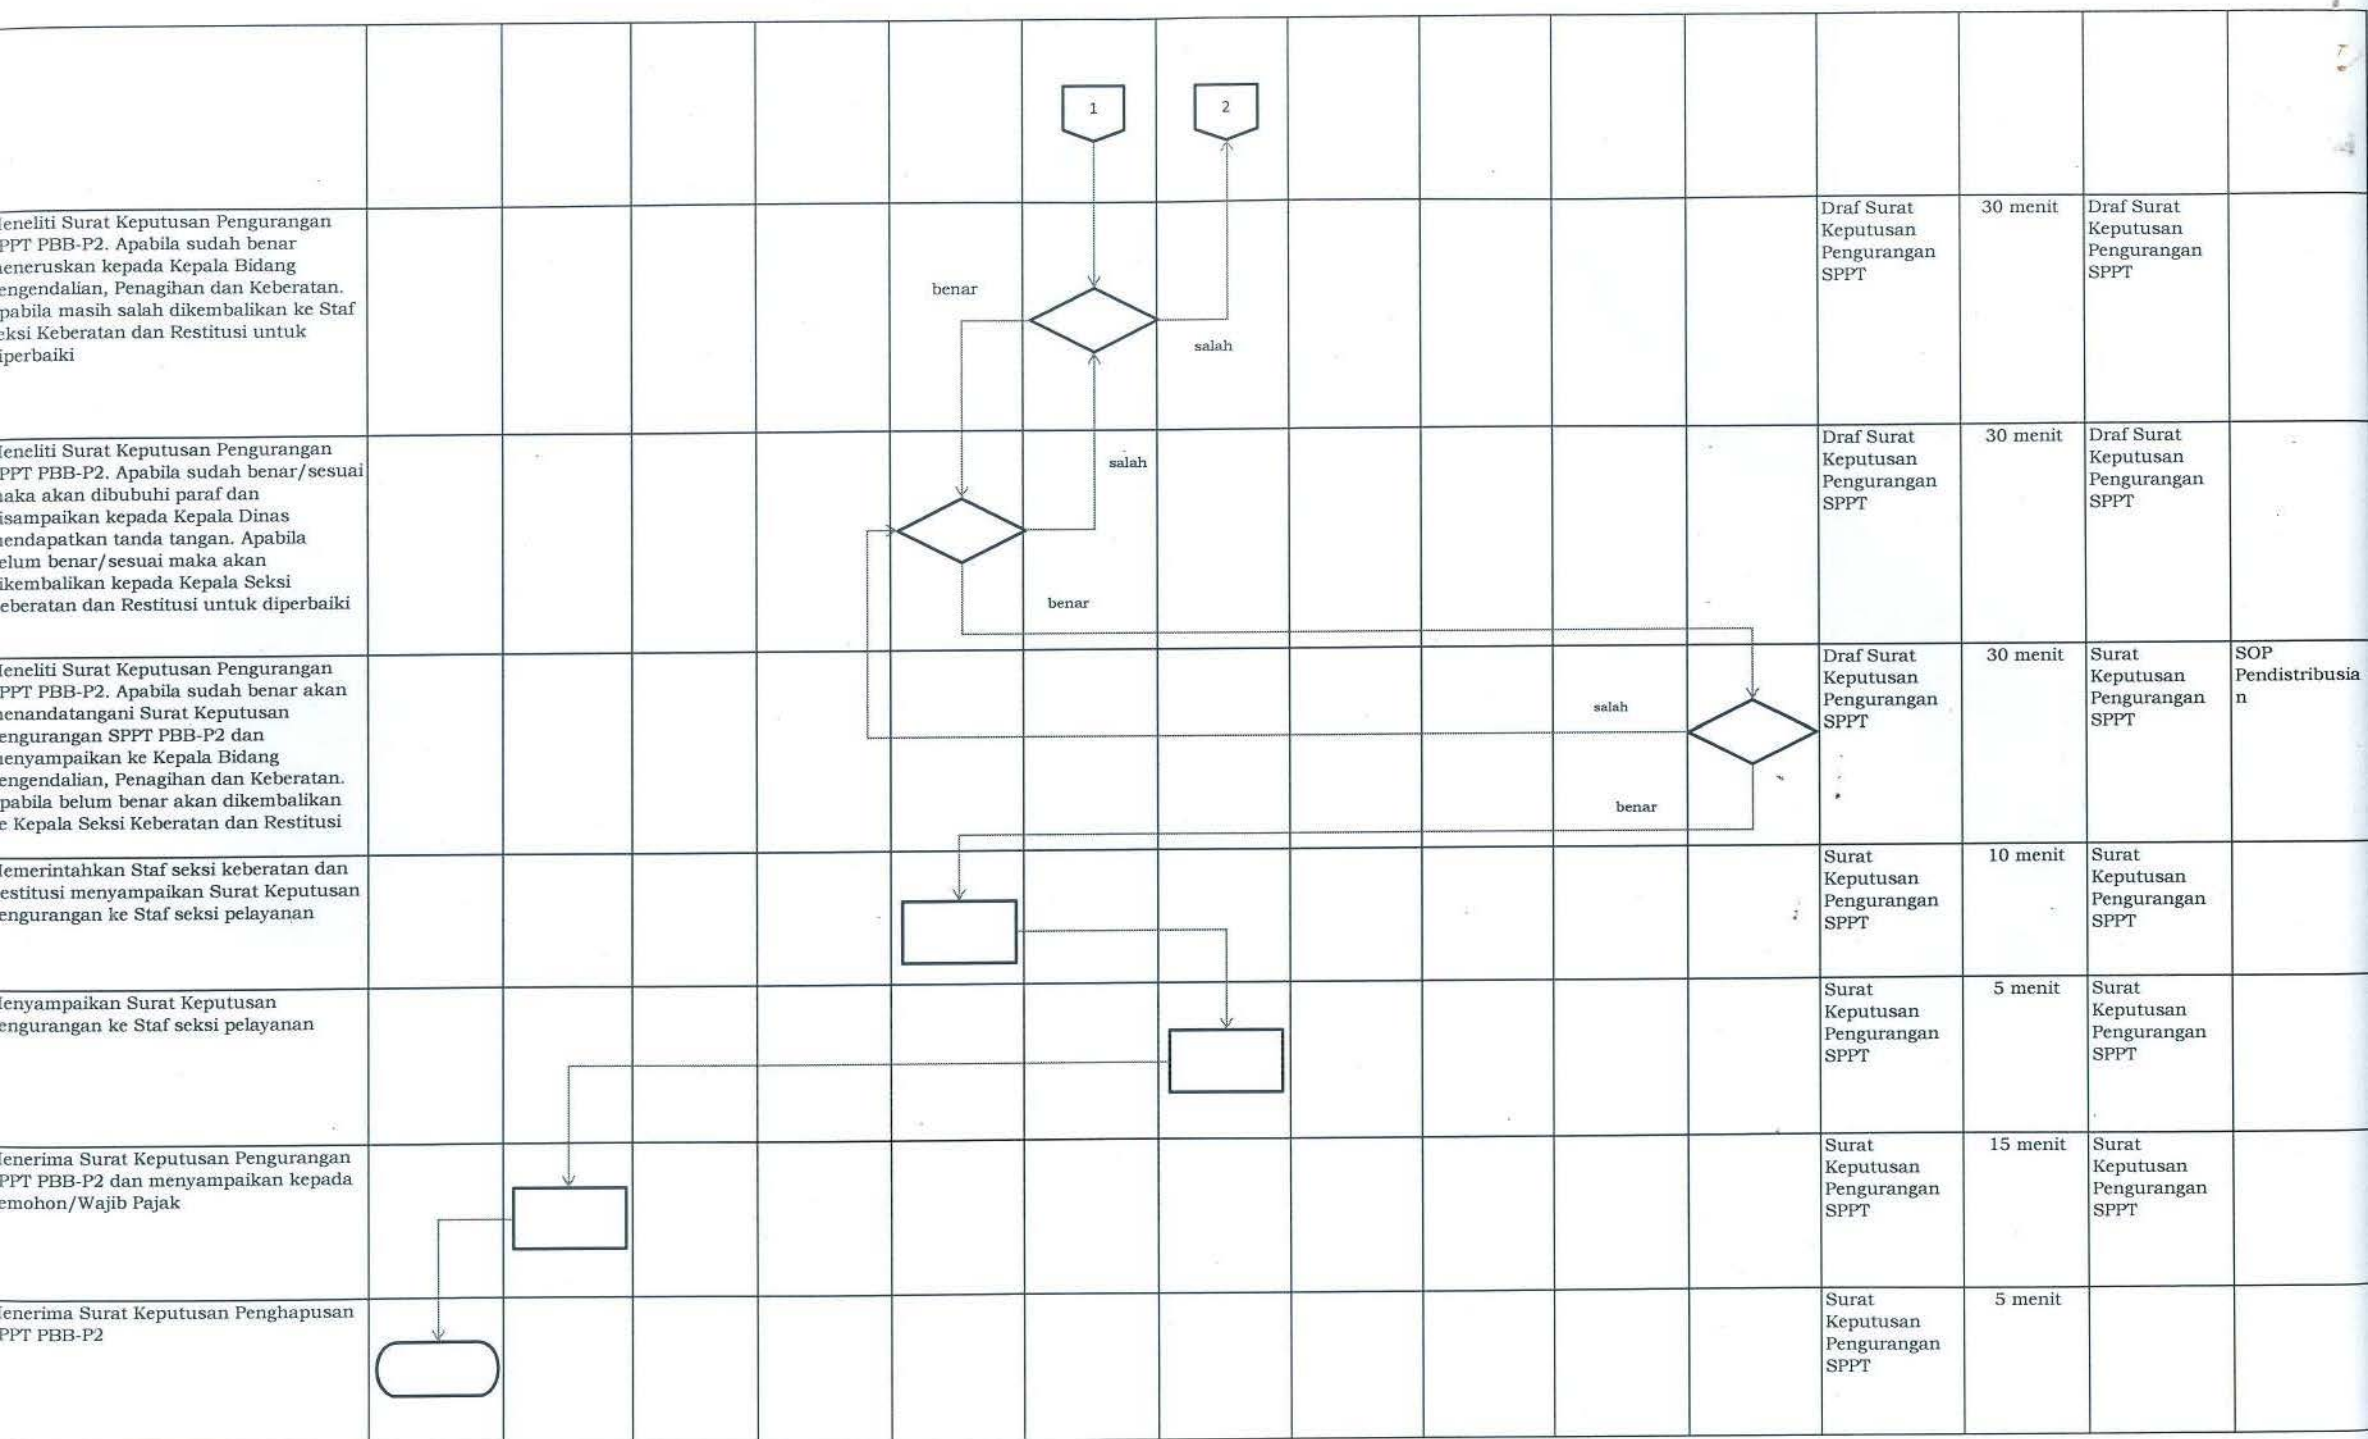 1
2
eneliti Surat Keputusan Pengurangan
PPT PBB-P2. Apabila sudah benar
eneruskan kepada Kepala Bidang
engendalian, Penagihan dan Keberatan.
pabila masih salah dikembalikan ke Staf
eksi Keberatan dan Restitusi untuk
iperbaiki
benar
salah
Draf Surat
Keputusan
Pengurangan
SPPT
30 menit
Draf Surat
Keputusan
Pengurangan
SPPT
eneliti Surat Keputusan Pengurangan
PPT PBB-P2. Apabila sudah benar/sesuai
aka akan dibubuhi paraf dan
isampaikan kepada Kepala Dinas
endapatkan tanda tangan. Apabila
elum benar/sesuai maka akan
ikembalikan kepada Kepala Seksi
eberatan dan Restitusi untuk diperbaiki
salah
benar
Draf Surat
Keputusan
Pengurangan
SPPT
30 menit
Draf Surat
Keputusan
Pengurangan
SPPT
eneliti Surat Keputusan Pengurangan
PPT PBB-P2. Apabila sudah benar akan
enandatangani Surat Keputusan
engurangan SPPT PBB-P2 dan
enyampaikan ke Kepala Bidang
engendalian, Penagihan dan Keberatan.
pabila belum benar akan dikembalikan
e Kepala Seksi Keberatan dan Restitusi
salah
benar
Draf Surat
Keputusan
Pengurangan
SPPT
30 menit
Surat
Keputusan
Pengurangan
SPPT
SOP
Pendistribusia
n
emerintahkan Staf seksi keberatan dan
estitusi menyampaikan Surat Keputusan
engurangan ke Staf seksi pelayanan
Surat
Keputusan
Pengurangan
SPPT
10 menit
Surat
Keputusan
Pengurangan
SPPT
enyampaikan Surat Keputusan
engurangan ke Staf seksi pelayanan
Surat
Keputusan
Pengurangan
SPPT
5 menit
Surat
Keputusan
Pengurangan
SPPT
enerima Surat Keputusan Pengurangan
PPT PBB-P2 dan menyampaikan kepada
emohon/Wajib Pajak
Surat
Keputusan
Pengurangan
SPPT
15 menit
Surat
Keputusan
Pengurangan
SPPT
enerima Surat Keputusan Penghapusan
PPT PBB-P2
Surat
Keputusan
Pengurangan
SPPT
5 menit